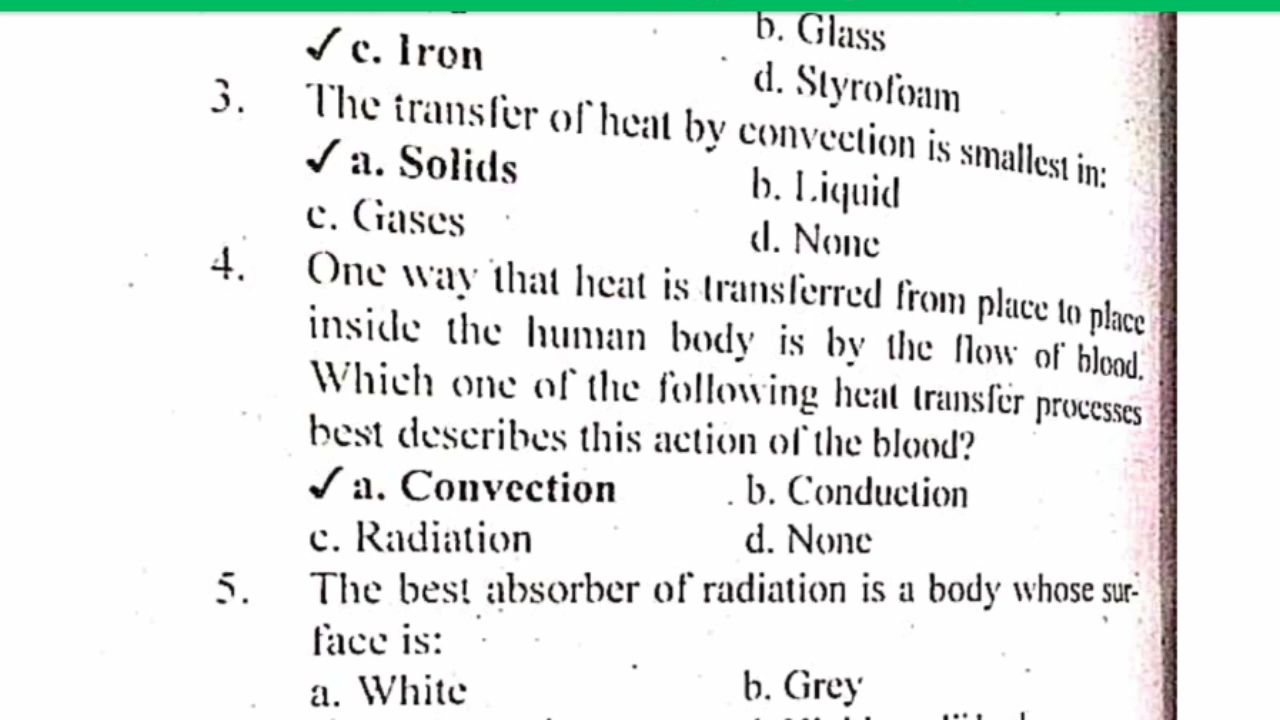 b. Glass
✓ c. Iron
d. Styrofoam
3. The transfer of heat by convection is smallest in:
✓ a. Solids b. Liquid
c. Gases d. None
4. One way that heat is transferred from place to place
inside the human body is by the flow of blood.
Which one of the following heat transfer processes
best describes this action of the blood?
✓ a. Convection b. Conduction
c. Radiation d. None
5. The best absorber of radiation is a body whose sur-
face is:
a. White b. Grey